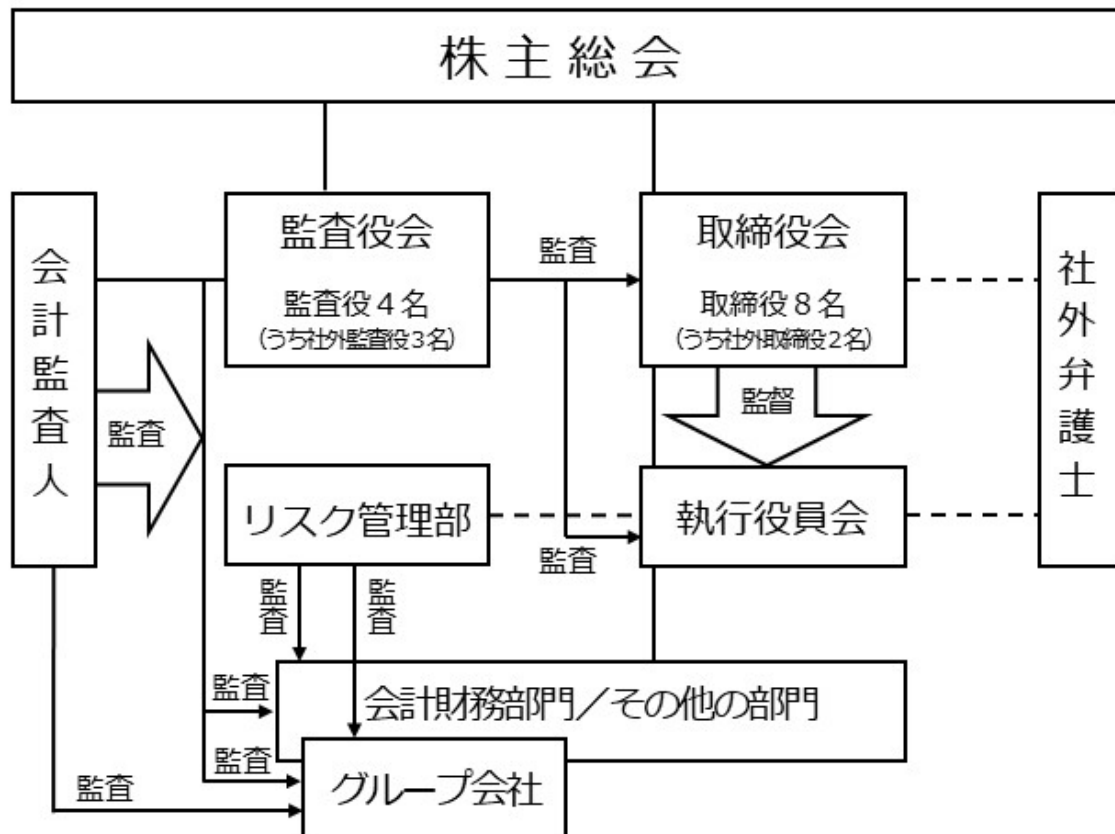 株主総会
会計監査人
監査役会
監査役４名
(うち社外監査役３名)
監査
取締役会
取締役８名
(うち社外取締役２名)
社外弁護士
監査
監督
リスク管理部
執行役員会
監査
監査
監査
監査
会計財務部門／その他の部門
監査
監査
グループ会社